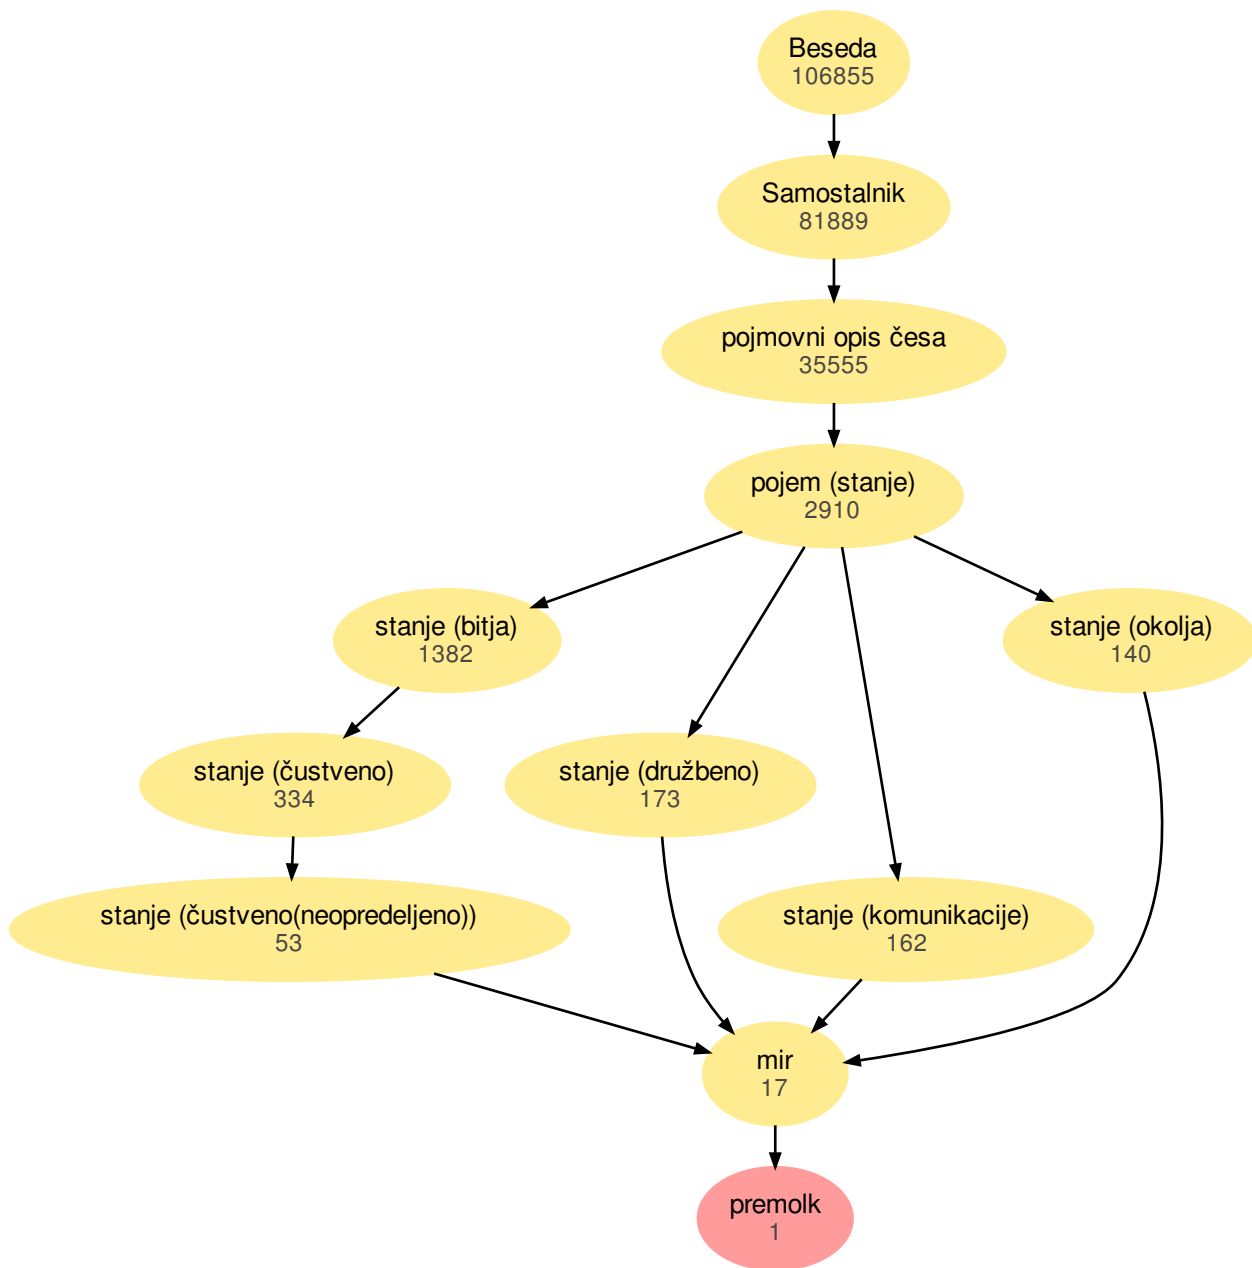 Beseda
106855
Samostalnik
81889
pojmovni opis česa
35555
pojem (stanje)
2910
stanje (bitja)
1382
stanje (okolja)
140
stanje (čustveno)
334
stanje (družbeno)
173
stanje (čustveno(neopredeljeno))
53
stanje (komunikacije)
162
mir
17
premolk
1